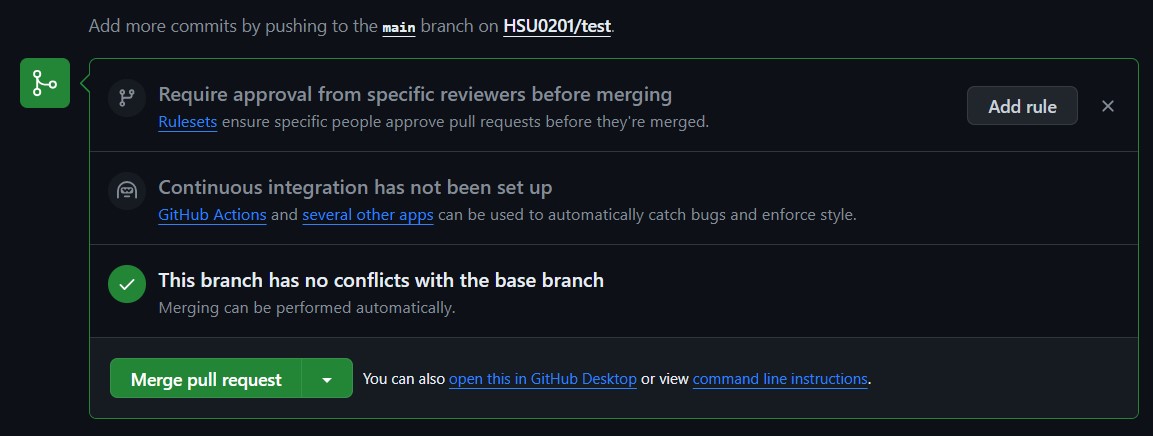 Add more commits by pushing to the main branch on HSU0201/test.
Require approval from specific reviewers before merging
Rulesets ensure specific people approve pull requests before they're merged.
Add rule
Continuous integration has not been set up
GitHub Actions and several other apps can be used to automatically catch bugs and enforce style.
This branch has no conflicts with the base branch
Merging can be performed automatically.
Merge pull request
You can also open this in GitHub Desktop or view command line instructions.